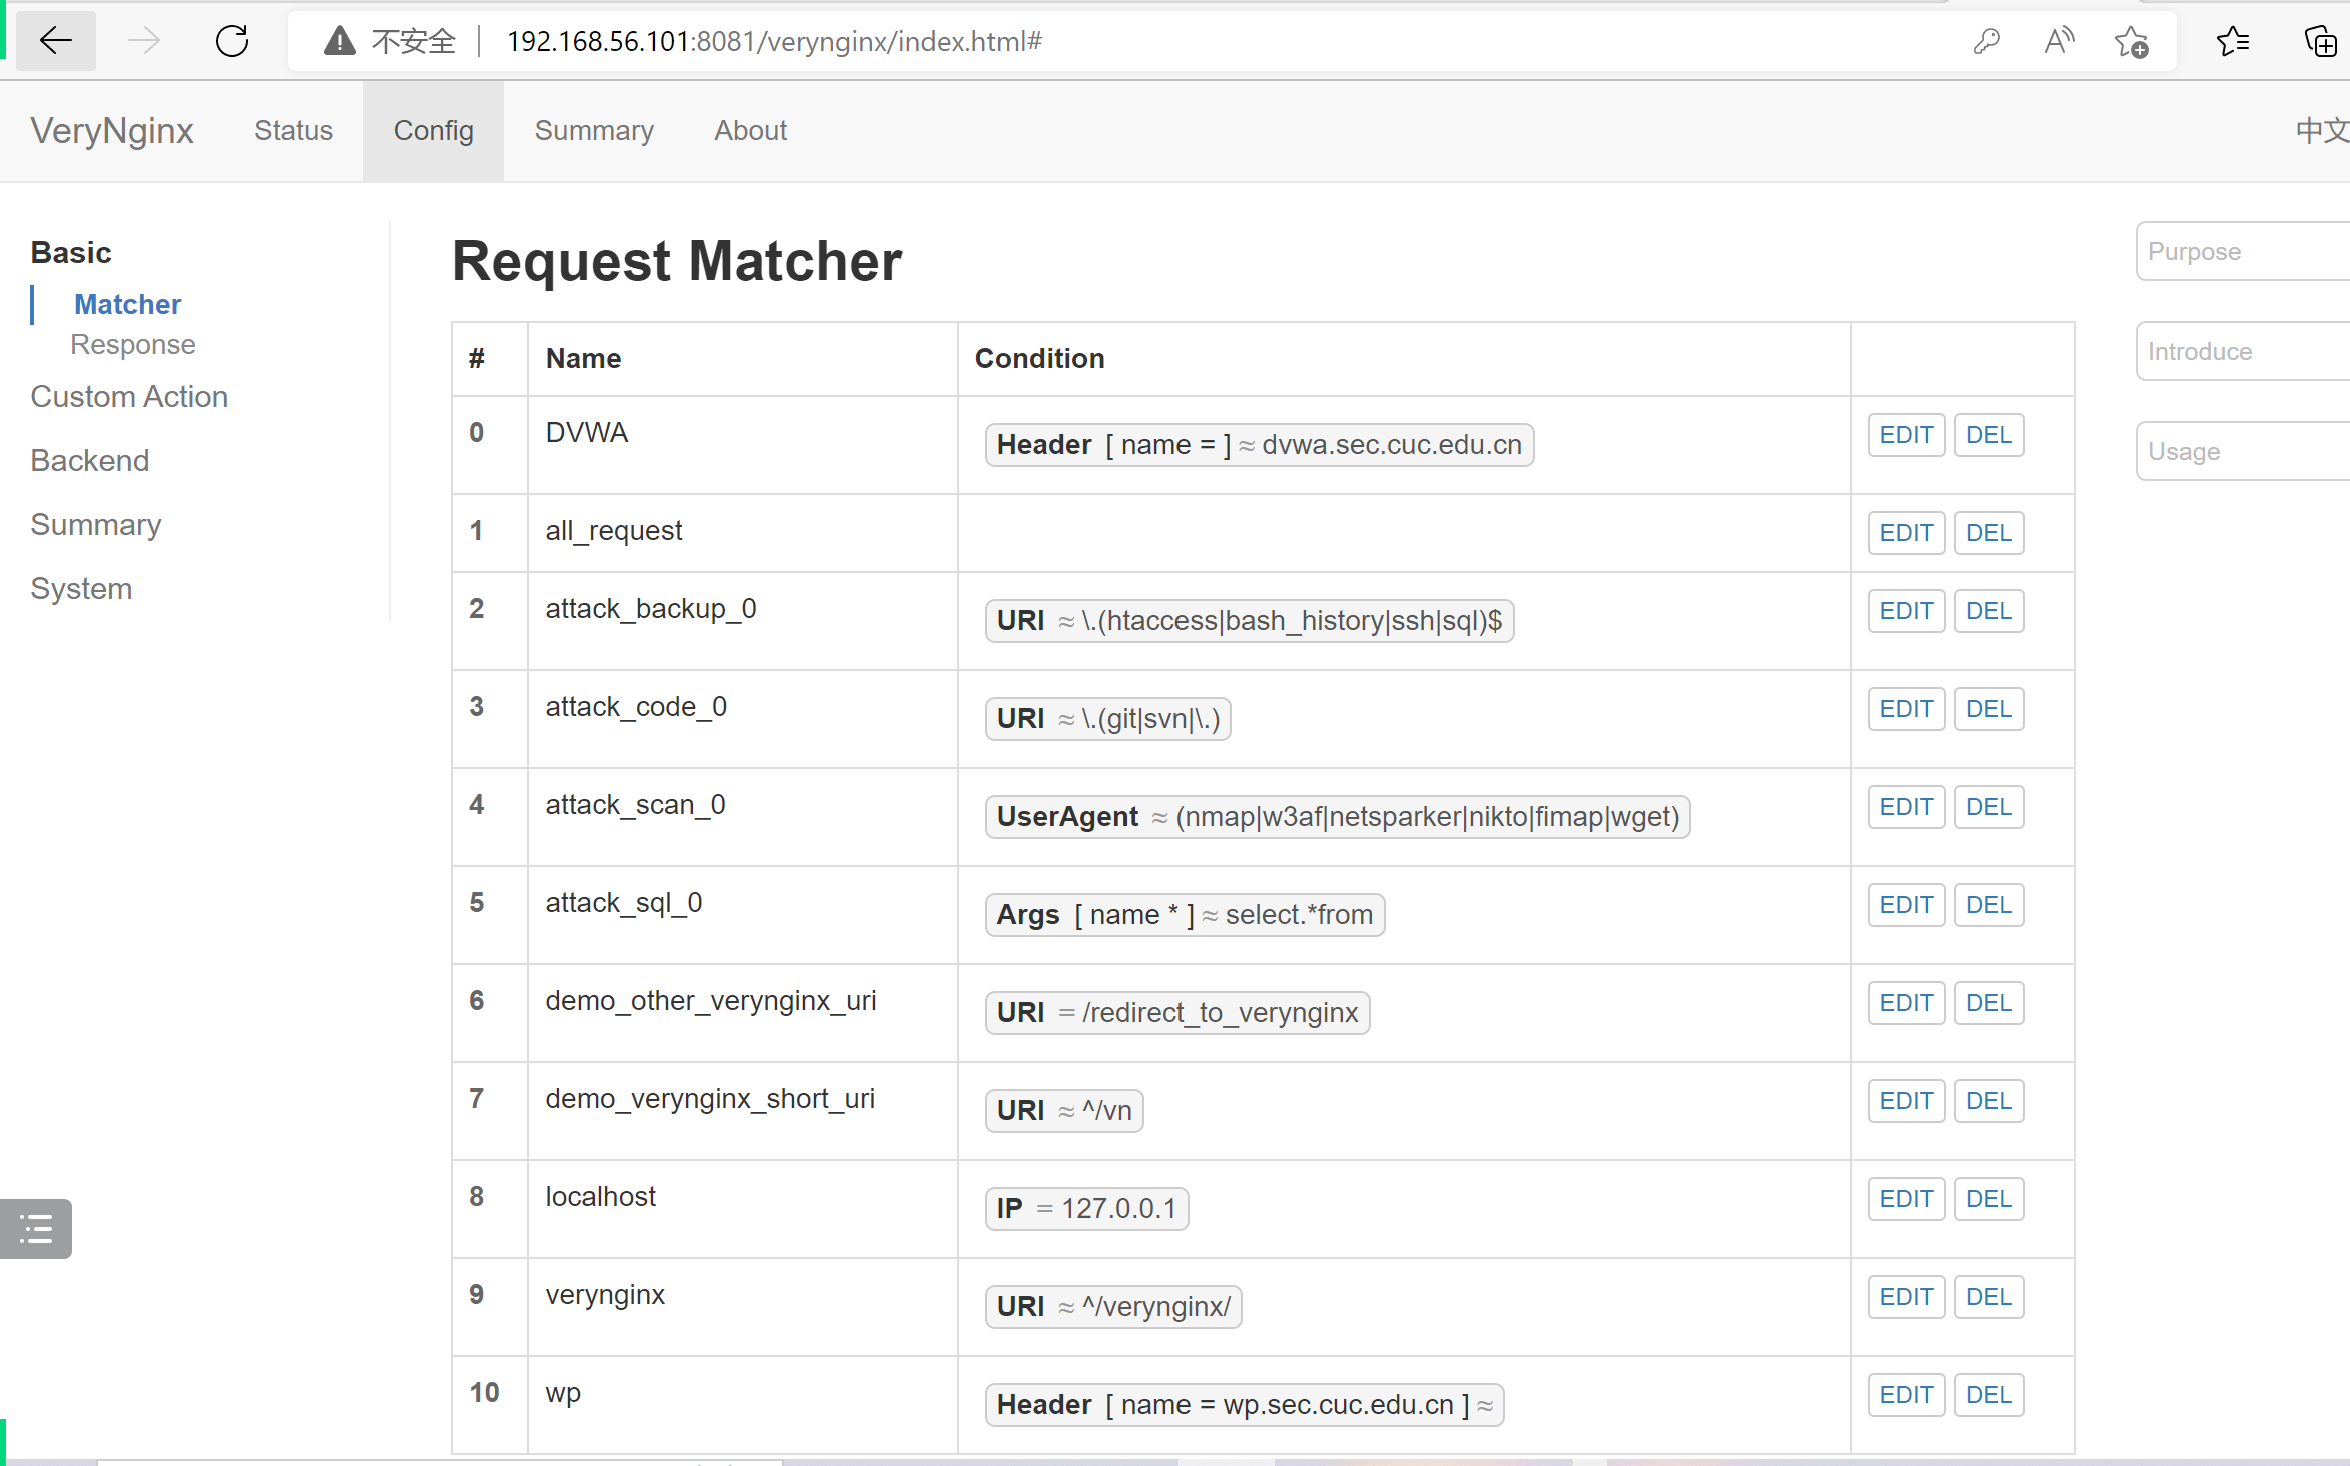 不安全 192.168.56.101:8081/verynginx/index.html#
VeryNginx Status Config Summary About 中文
Basic
Matcher
Response
Custom Action
Backend
Summary
System
Request Matcher
# Name Condition
0 DVWA Header [ name = ] ≈ dvwa.sec.cuc.edu.cn EDIT DEL
1 all_request EDIT DEL
2 attack_backup_0 URI ≈ \.(htaccess|bash_history|ssh|sql)$ EDIT DEL
3 attack_code_0 URI ≈ \.(git|svn|\.) EDIT DEL
4 attack_scan_0 UserAgent ≈ (nmap|w3af|netsparker|nikto|fimap|wget) EDIT DEL
5 attack_sql_0 Args [ name * ] ≈ select.*from EDIT DEL
6 demo_other_verynginx_uri URI = /redirect_to_verynginx EDIT DEL
7 demo_verynginx_short_uri URI ≈ ^/vn EDIT DEL
8 localhost IP = 127.0.0.1 EDIT DEL
9 verynginx URI ≈ ^/verynginx/ EDIT DEL
10 wp Header [ name = wp.sec.cuc.edu.cn ] ≈ EDIT DEL
Purpose
Introduce
Usage